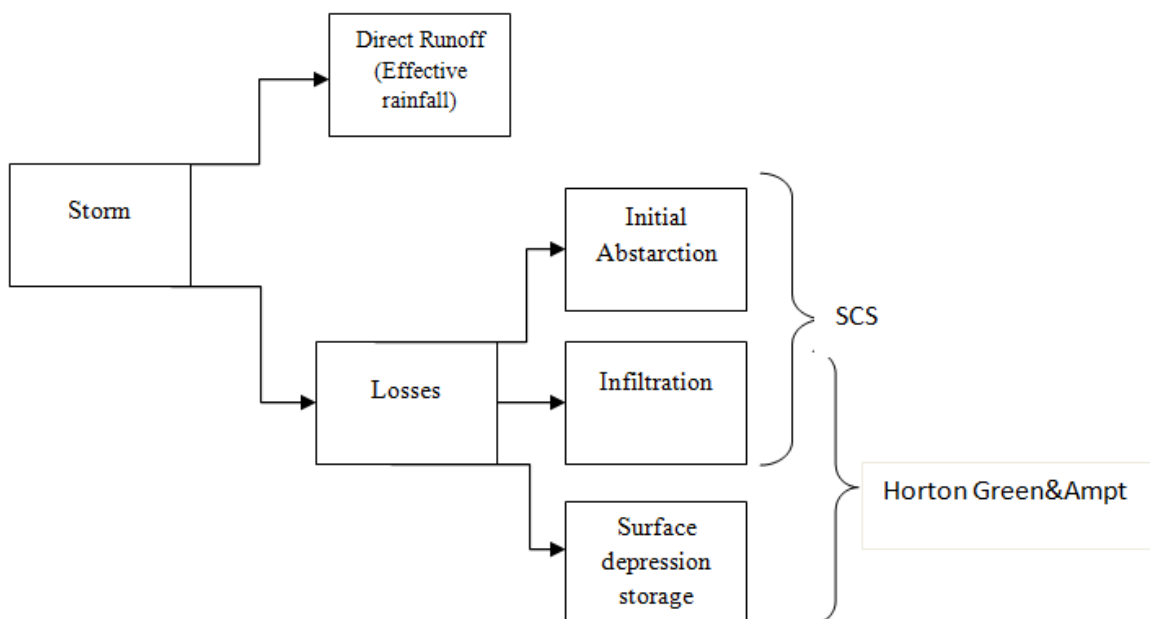 Direct Runoff
(Effective
rainfall)
Storm
Initial
Abstarction
SCS
Losses
Infiltration
Horton Green&Ampt
Surface
depression
storage